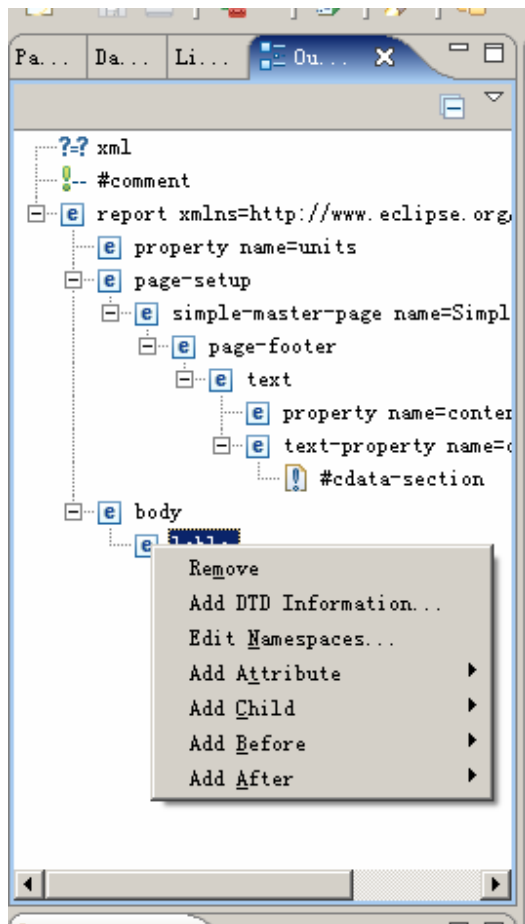 Pa... Da... Li... Ou...
?=? xml
#comment
report xmlns=http://www.eclipse.org/
property name=units
page-setup
simple-master-page name=Simpl
page-footer
text
property name=conten
text-property name=c
#cdata-section
body
Remove
Add DTD Information...
Edit Namespaces...
Add Attribute
Add Child
Add Before
Add After